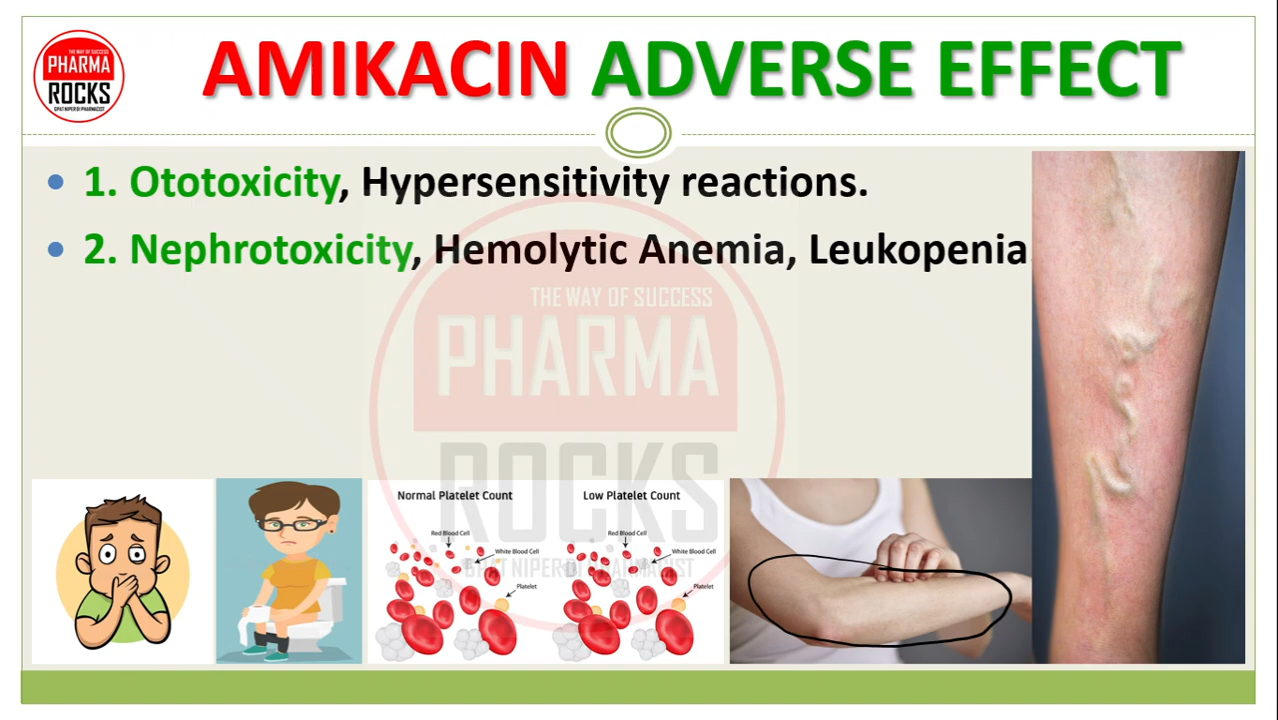 THE WAY OF SUCCESS
PHARMA
ROCKS
GPAT NIPER DI PHARMACIST
AMIKACIN ADVERSE EFFECT
• 1. Ototoxicity, Hypersensitivity reactions.
• 2. Nephrotoxicity, Hemolytic Anemia, Leukopenia.
THE WAY OF SUCCESS
PHARMA
ROCKS
GPAT NIPER DI PHARMACIST
Normal Platelet Count
Red Blood Cell
White Blood Cell
Platelet
Low Platelet Count
Red Blood Cell
White Blood Cell
Platelet